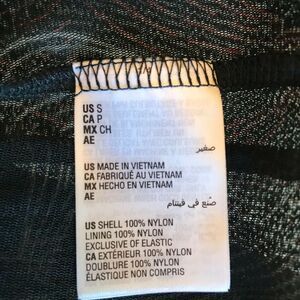 US S
CA P
MX CH
AE
صغير
US MADE IN VIETNAM
CA FABRIQUÉ AU VIETNAM
MX HECHO EN VIETNAM
AE
صنع في فيتنام
US SHELL 100% NYLON
LINING 100% NYLON
EXCLUSIVE OF ELASTIC
CA EXTÉRIEUR 100% NYLON
DOUBLURE 100% NYLON
ÉLASTIQUE NON COMPRIS